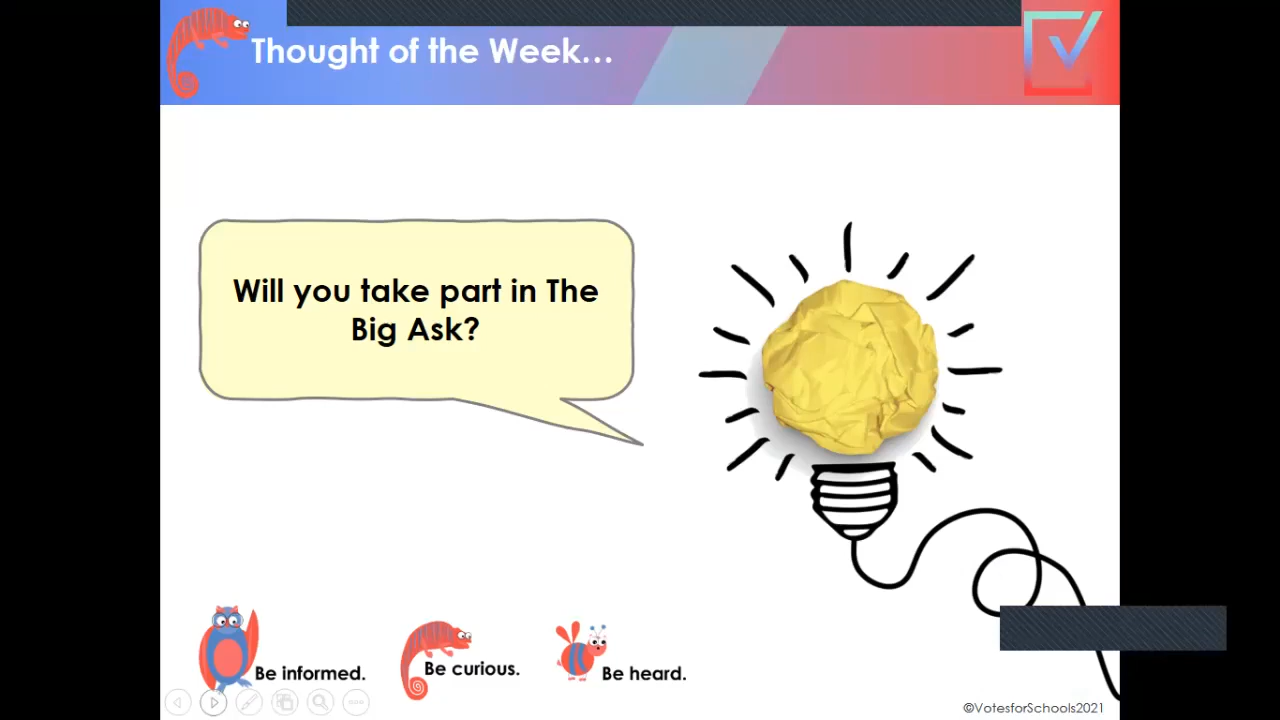 Thought of the Week...
Will you take part in The
Big Ask?
Be informed.
Be curious.
Be heard.
©VotesforSchools2021